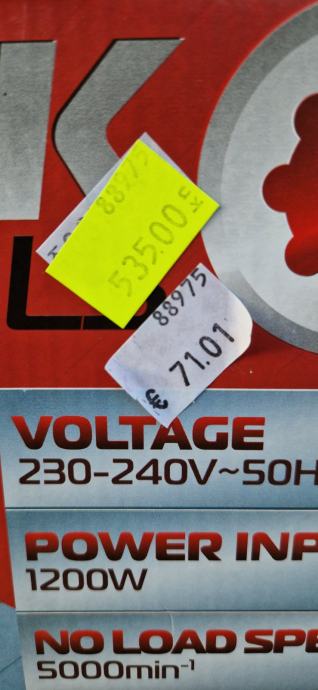 K
88975
535.00 Kn
88975
€ 71.01
VOLTAGE
230-240V~50H
POWER INP
1200W
NO LOAD SPE
5000min-1